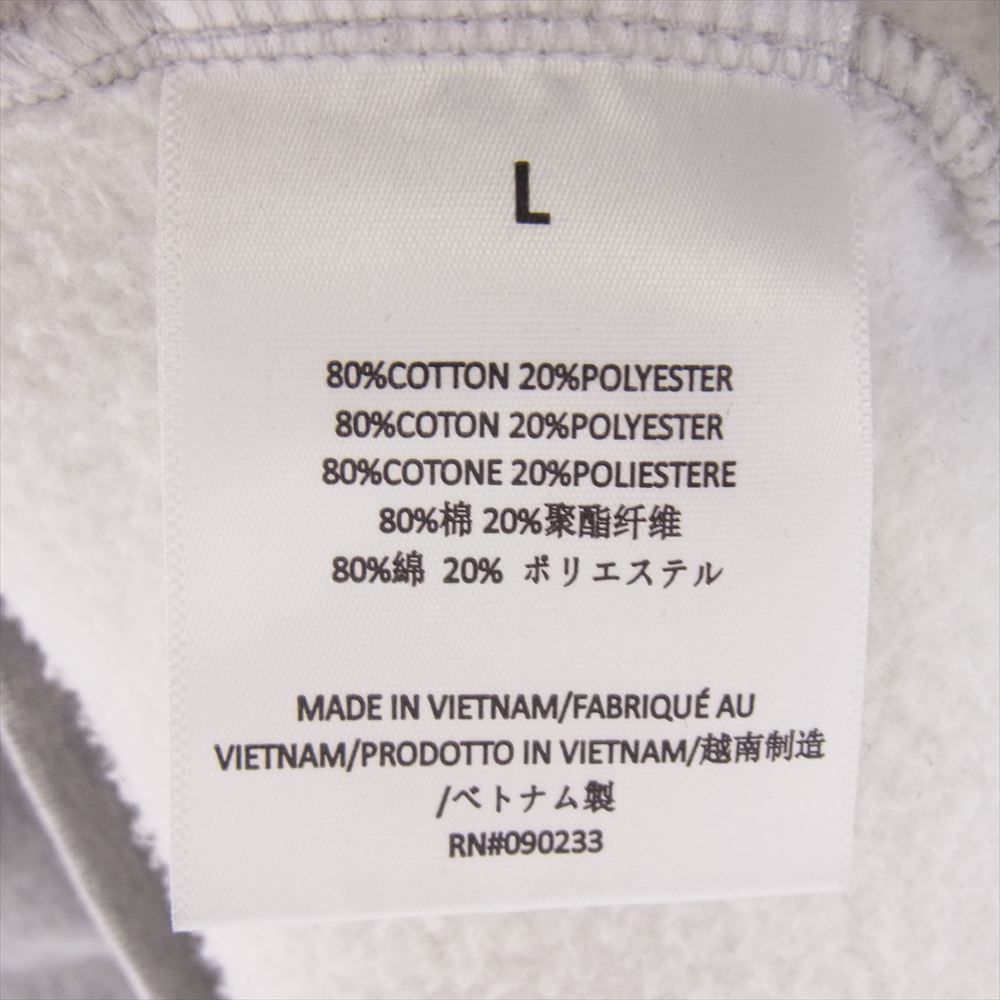 L
80%COTTON 20%POLYESTER
80%COTON 20%POLYESTER
80%COTONE 20%POLIESTERE
80%棉 20%聚酯纤维
80%綿 20% ポリエステル
MADE IN VIETNAM/FABRIQUÉ AU
VIETNAM/PRODOTTO IN VIETNAM/越南制造
/ベトナム製
RN#090233